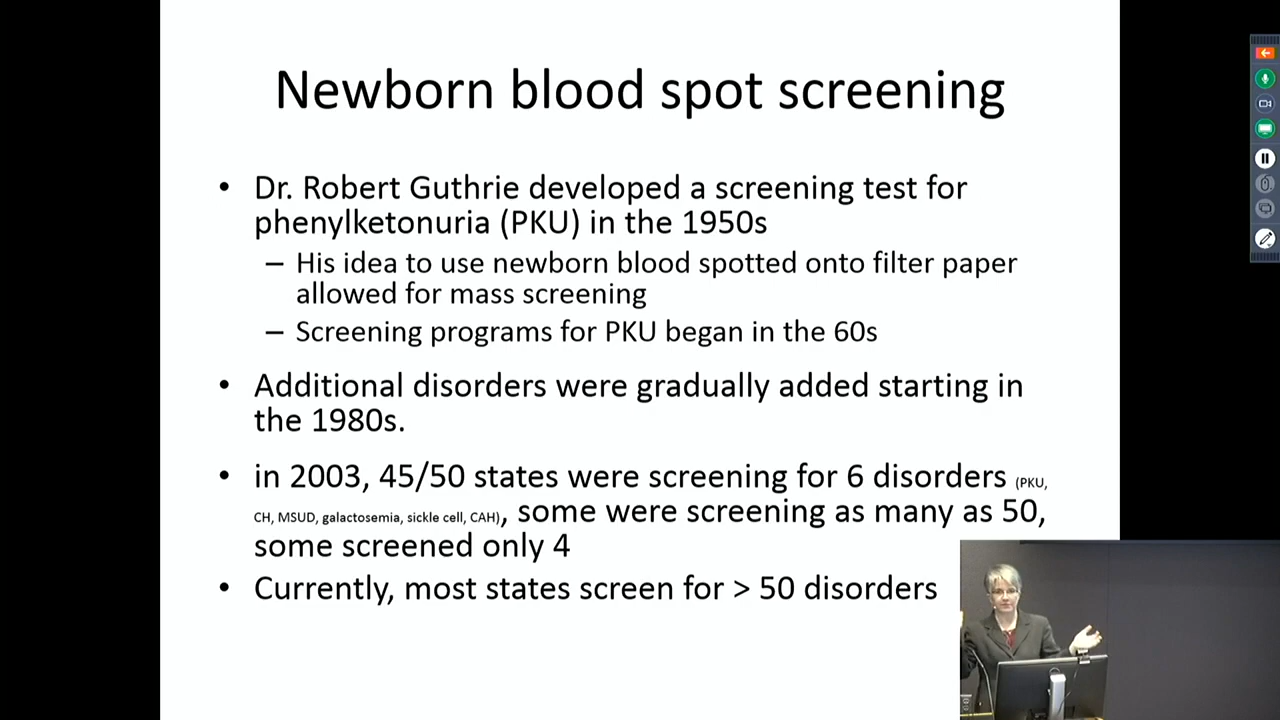 Newborn blood spot screening
• Dr. Robert Guthrie developed a screening test for
phenylketonuria (PKU) in the 1950s
– His idea to use newborn blood spotted onto filter paper
allowed for mass screening
– Screening programs for PKU began in the 60s
• Additional disorders were gradually added starting in
the 1980s.
• in 2003, 45/50 states were screening for 6 disorders (PKU,
CH, MSUD, galactosemia, sickle cell, CAH), some were screening as many as 50,
some screened only 4
• Currently, most states screen for > 50 disorders